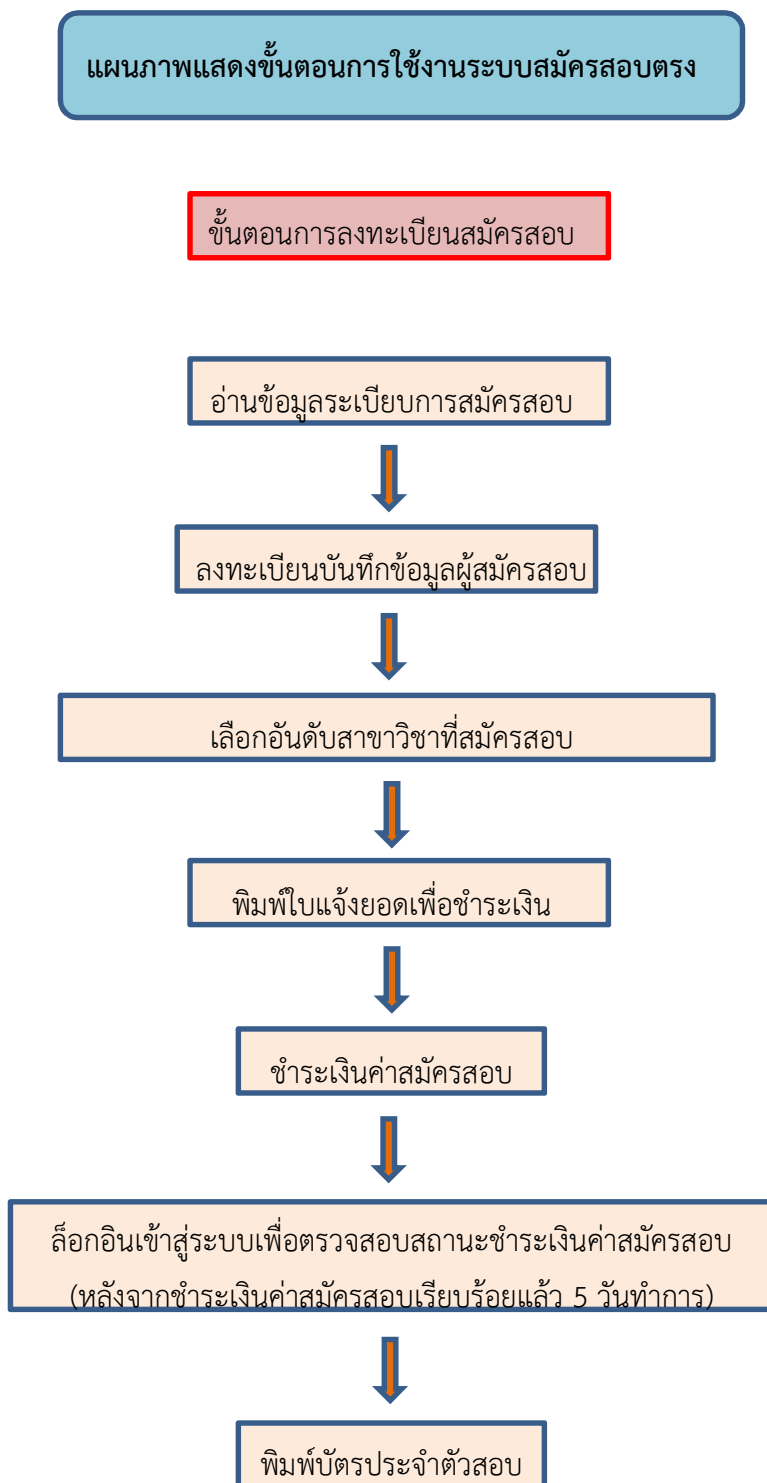 แผนภาพแสดงขั้นตอนการใช้งานระบบสมัครสอบตรง
ขั้นตอนการลงทะเบียนสมัครสอบ
อ่านข้อมูลระเบียบการสมัครสอบ
ลงทะเบียนบันทึกข้อมูลผู้สมัครสอบ
เลือกอันดับสาขาวิชาที่สมัครสอบ
พิมพ์ใบแจ้งยอดเพื่อชำระเงิน
ชำระเงินค่าสมัครสอบ
ล็อกอินเข้าสู่ระบบเพื่อตรวจสอบสถานะชำระเงินค่าสมัครสอบ
(หลังจากชำระเงินค่าสมัครสอบเรียบร้อยแล้ว 5 วันทำการ)
พิมพ์บัตรประจำตัวสอบ